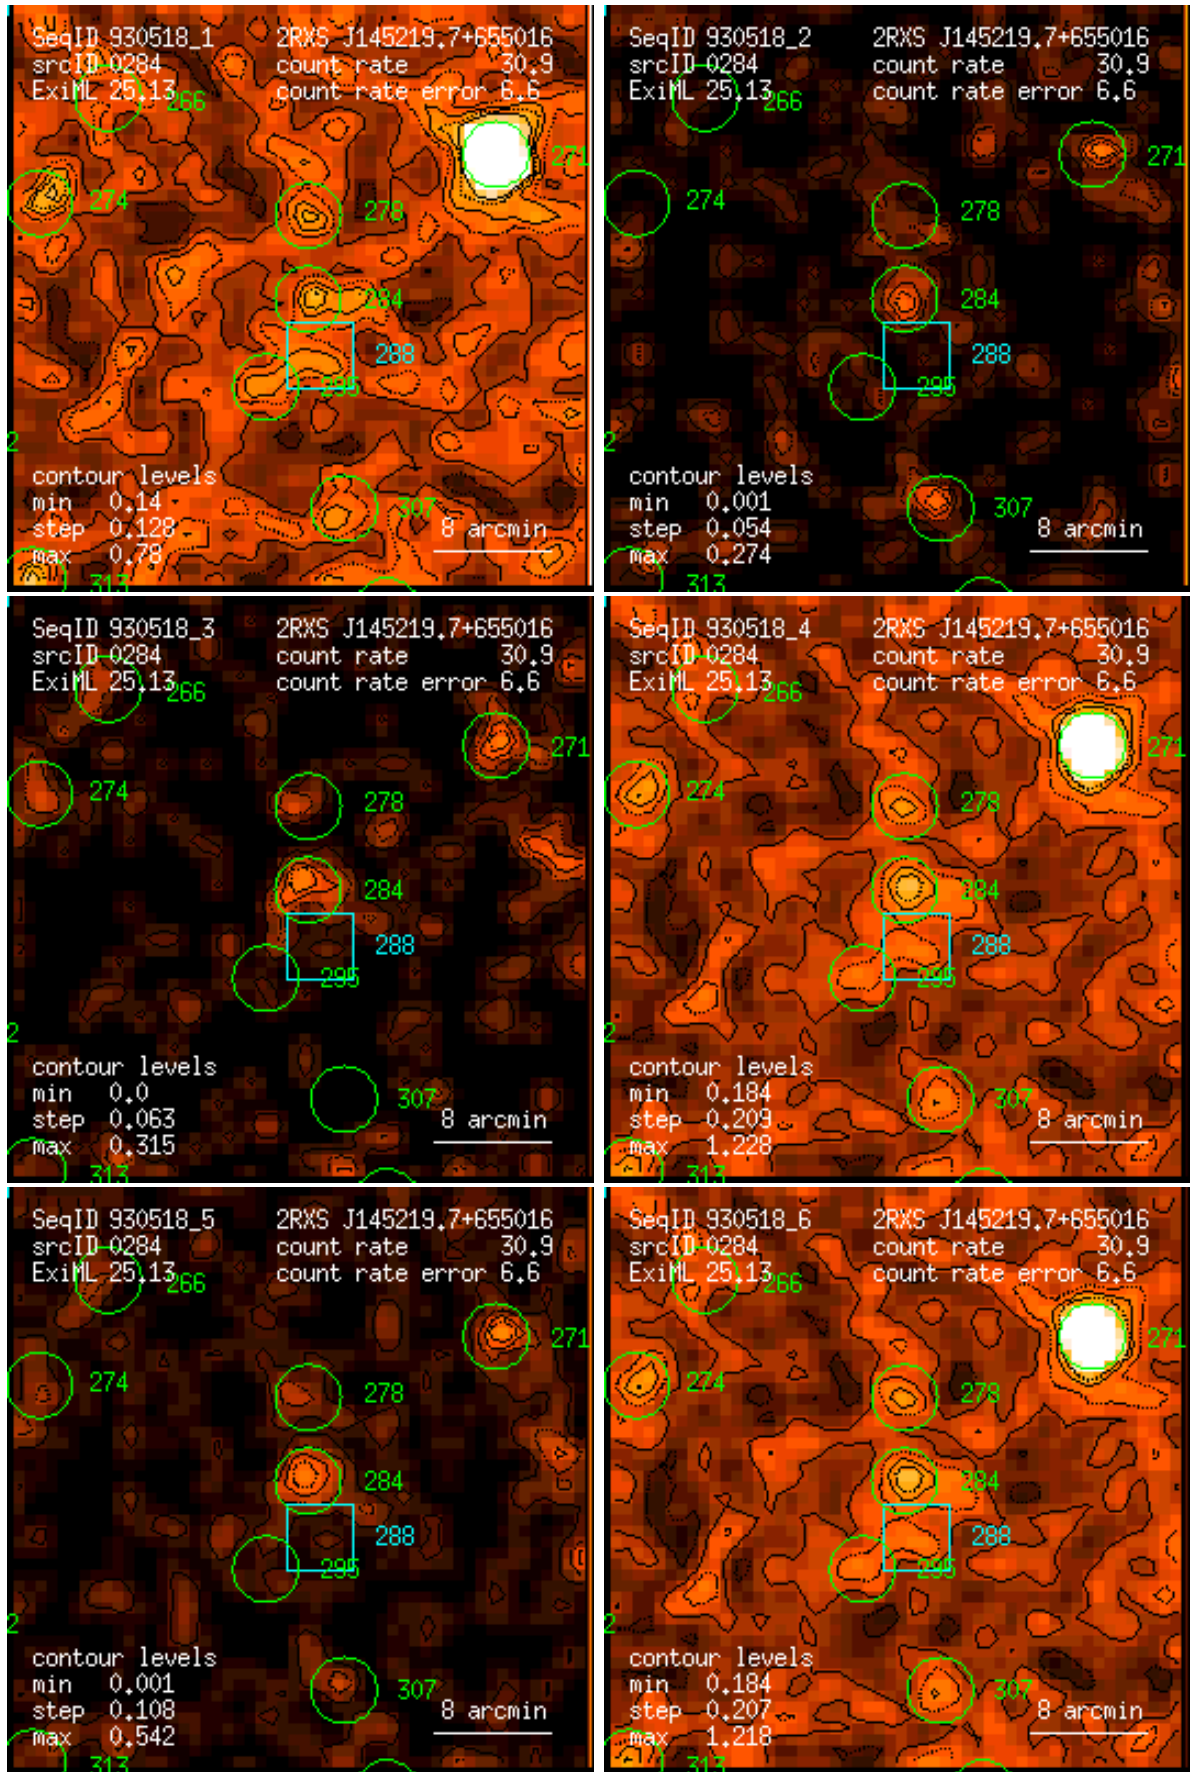 SeqID 930518_1 2RXS J145219.7+655016
srcID 0284 count rate 30.9
ExiML 25.13 count rate error 6.6
266
271
274
278
284
288
295
2
contour levels
min 0.14
step 0.128
max 0.78
307
8 arcmin
313
SeqID 930518_2 2RXS J145219.7+655016
srcID 0284 count rate 30.9
ExiML 25.13 count rate error 6.6
266
271
274
278
284
288
295
2
contour levels
min 0.001
step 0.054
max 0.274
307
8 arcmin
313
SeqID 930518_3 2RXS J145219.7+655016
srcID 0284 count rate 30.9
ExiML 25.13 count rate error 6.6
266
271
274
278
284
288
295
2
contour levels
min 0.0
step 0.063
max 0.315
307
8 arcmin
313
SeqID 930518_4 2RXS J145219.7+655016
srcID 0284 count rate 30.9
ExiML 25.13 count rate error 6.6
266
271
274
278
284
288
295
2
contour levels
min 0.184
step 0.209
max 1.228
307
8 arcmin
313
SeqID 930518_5 2RXS J145219.7+655016
srcID 0284 count rate 30.9
ExiML 25.13 count rate error 6.6
266
271
274
278
284
288
295
2
contour levels
min 0.001
step 0.108
max 0.542
307
8 arcmin
313
SeqID 930518_6 2RXS J145219.7+655016
srcID 0284 count rate 30.9
ExiML 25.13 count rate error 6.6
266
271
274
278
284
288
295
2
contour levels
min 0.184
step 0.207
max 1.218
307
8 arcmin
313